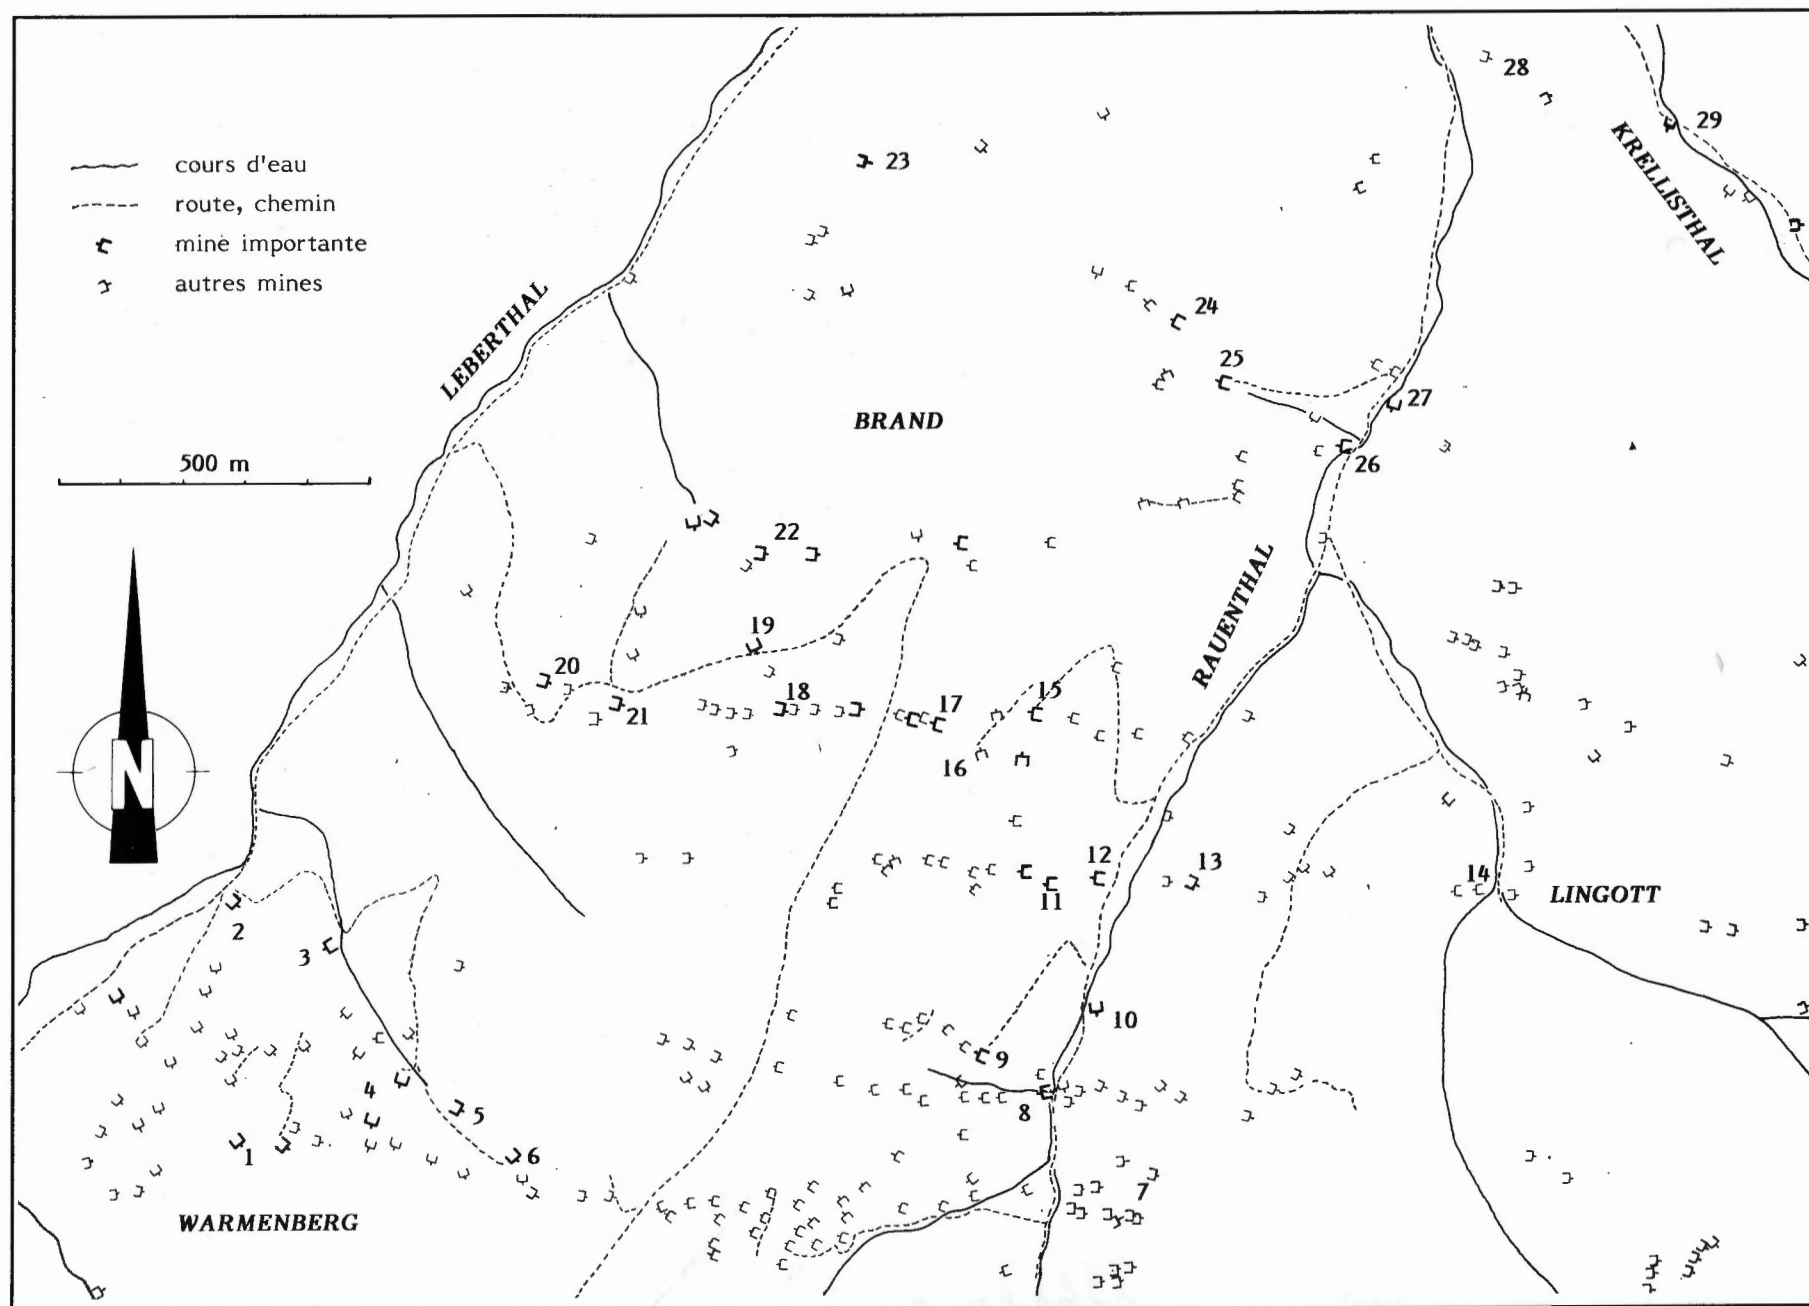 28
29
KRELLISTHAL
23
cours d'eau
route, chemin
mine importante
autres mines
24
LEBERTHAL
25
27
BRAND
26
500 m
22
RAUENTHAL
19
20
18
15
21
17
16
N
12
13
14
11
LINGOTT
2
3
10
9
4
8
5
1
6
7
WARMENBERG